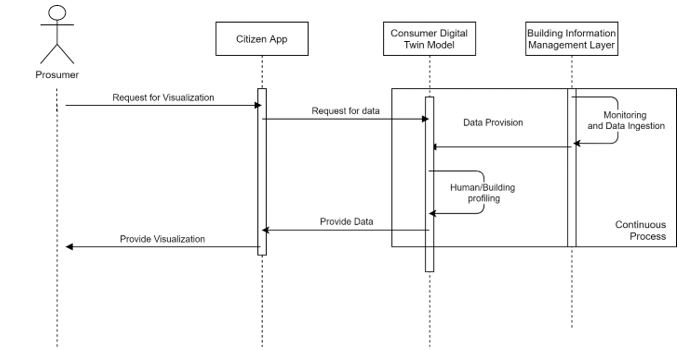 Prosumer
Citizen App
Consumer Digital
Twin Model
Building Information
Management Layer
Request for Visualization
Request for data
Data Provision
Monitoring
and Data Ingestion
Human/Building
profiling
Provide Data
Provide Visualization
Continuous
Process